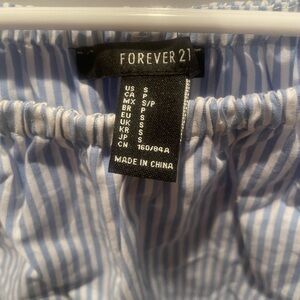 FOREVER 21
US S
CA P
MX S/P
BR P
EU S
UK S
KR S
JP S
CN 160/84A
MADE IN CHINA